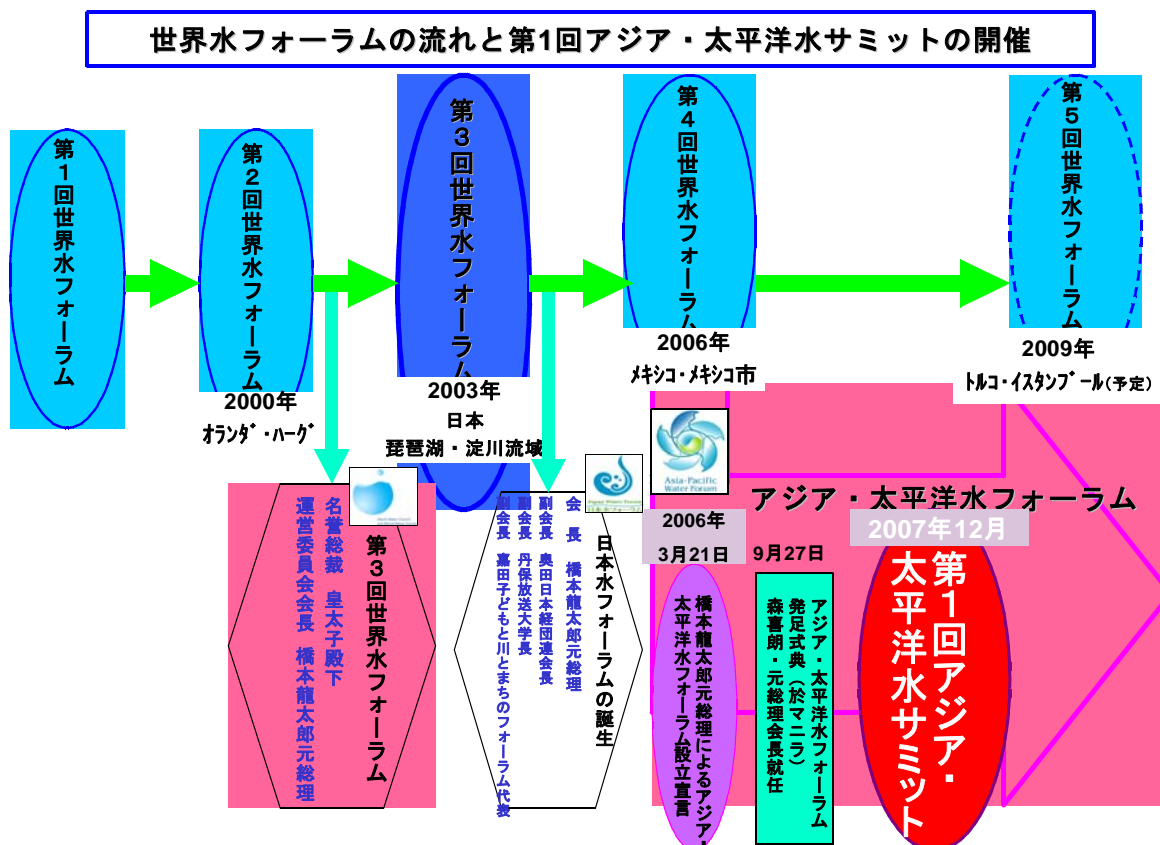 世界水フォーラムの流れと第1回アジア・太平洋水サミットの開催
第１回世界水フォーラム
第２回世界水フォーラム
2000年
ｵﾗﾝﾀﾞ・ﾊｰｸﾞ
第３回世界水フォーラム
2003年
日本
琵琶湖・淀川流域
第４回世界水フォーラム
2006年
ﾒｷｼｺ・ﾒｷｼｺ市
第５回世界水フォーラム
2009年
ﾄﾙｺ・ｲｽﾀﾝﾌﾞｰﾙ(予定)
第３回世界水フォーラム
名誉総裁　皇太子殿下
運営委員会会長　橋本龍太郎元総理
日本水フォーラム
日本水フォーラムの誕生
会　長　橋本龍太郎元総理
副会長　奥田日本経団連会長
副会長　丹保放送大学長
副会長　嘉田子どもと川とまちのフォーラム代表
Asia-Pacific
Water Forum
アジア・太平洋水フォーラム
2006年
3月21日
橋本龍太郎元総理によるアジア・
太平洋水フォーラム設立宣言
9月27日
アジア・太平洋水フォーラム
発足式典（於マニラ）
森喜朗・元総理会長就任
2007年12月
第１回アジア・
太平洋水サミット